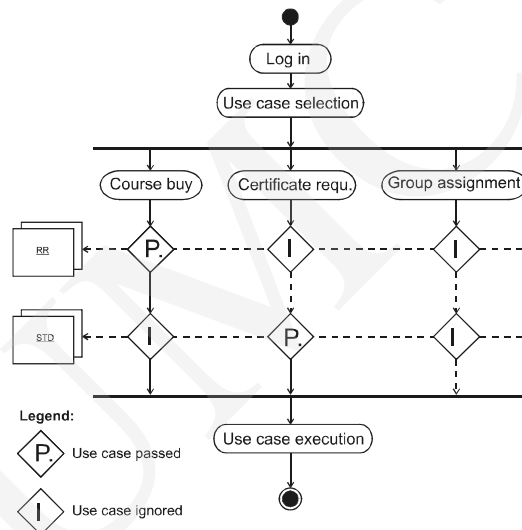 Log in
Use case selection
Course buy
Certificate requ.
Group assignment
RR
P.
I
I
STD
I
P.
I
Use case execution
Legend:
P.
Use case passed
I
Use case ignored
UMC